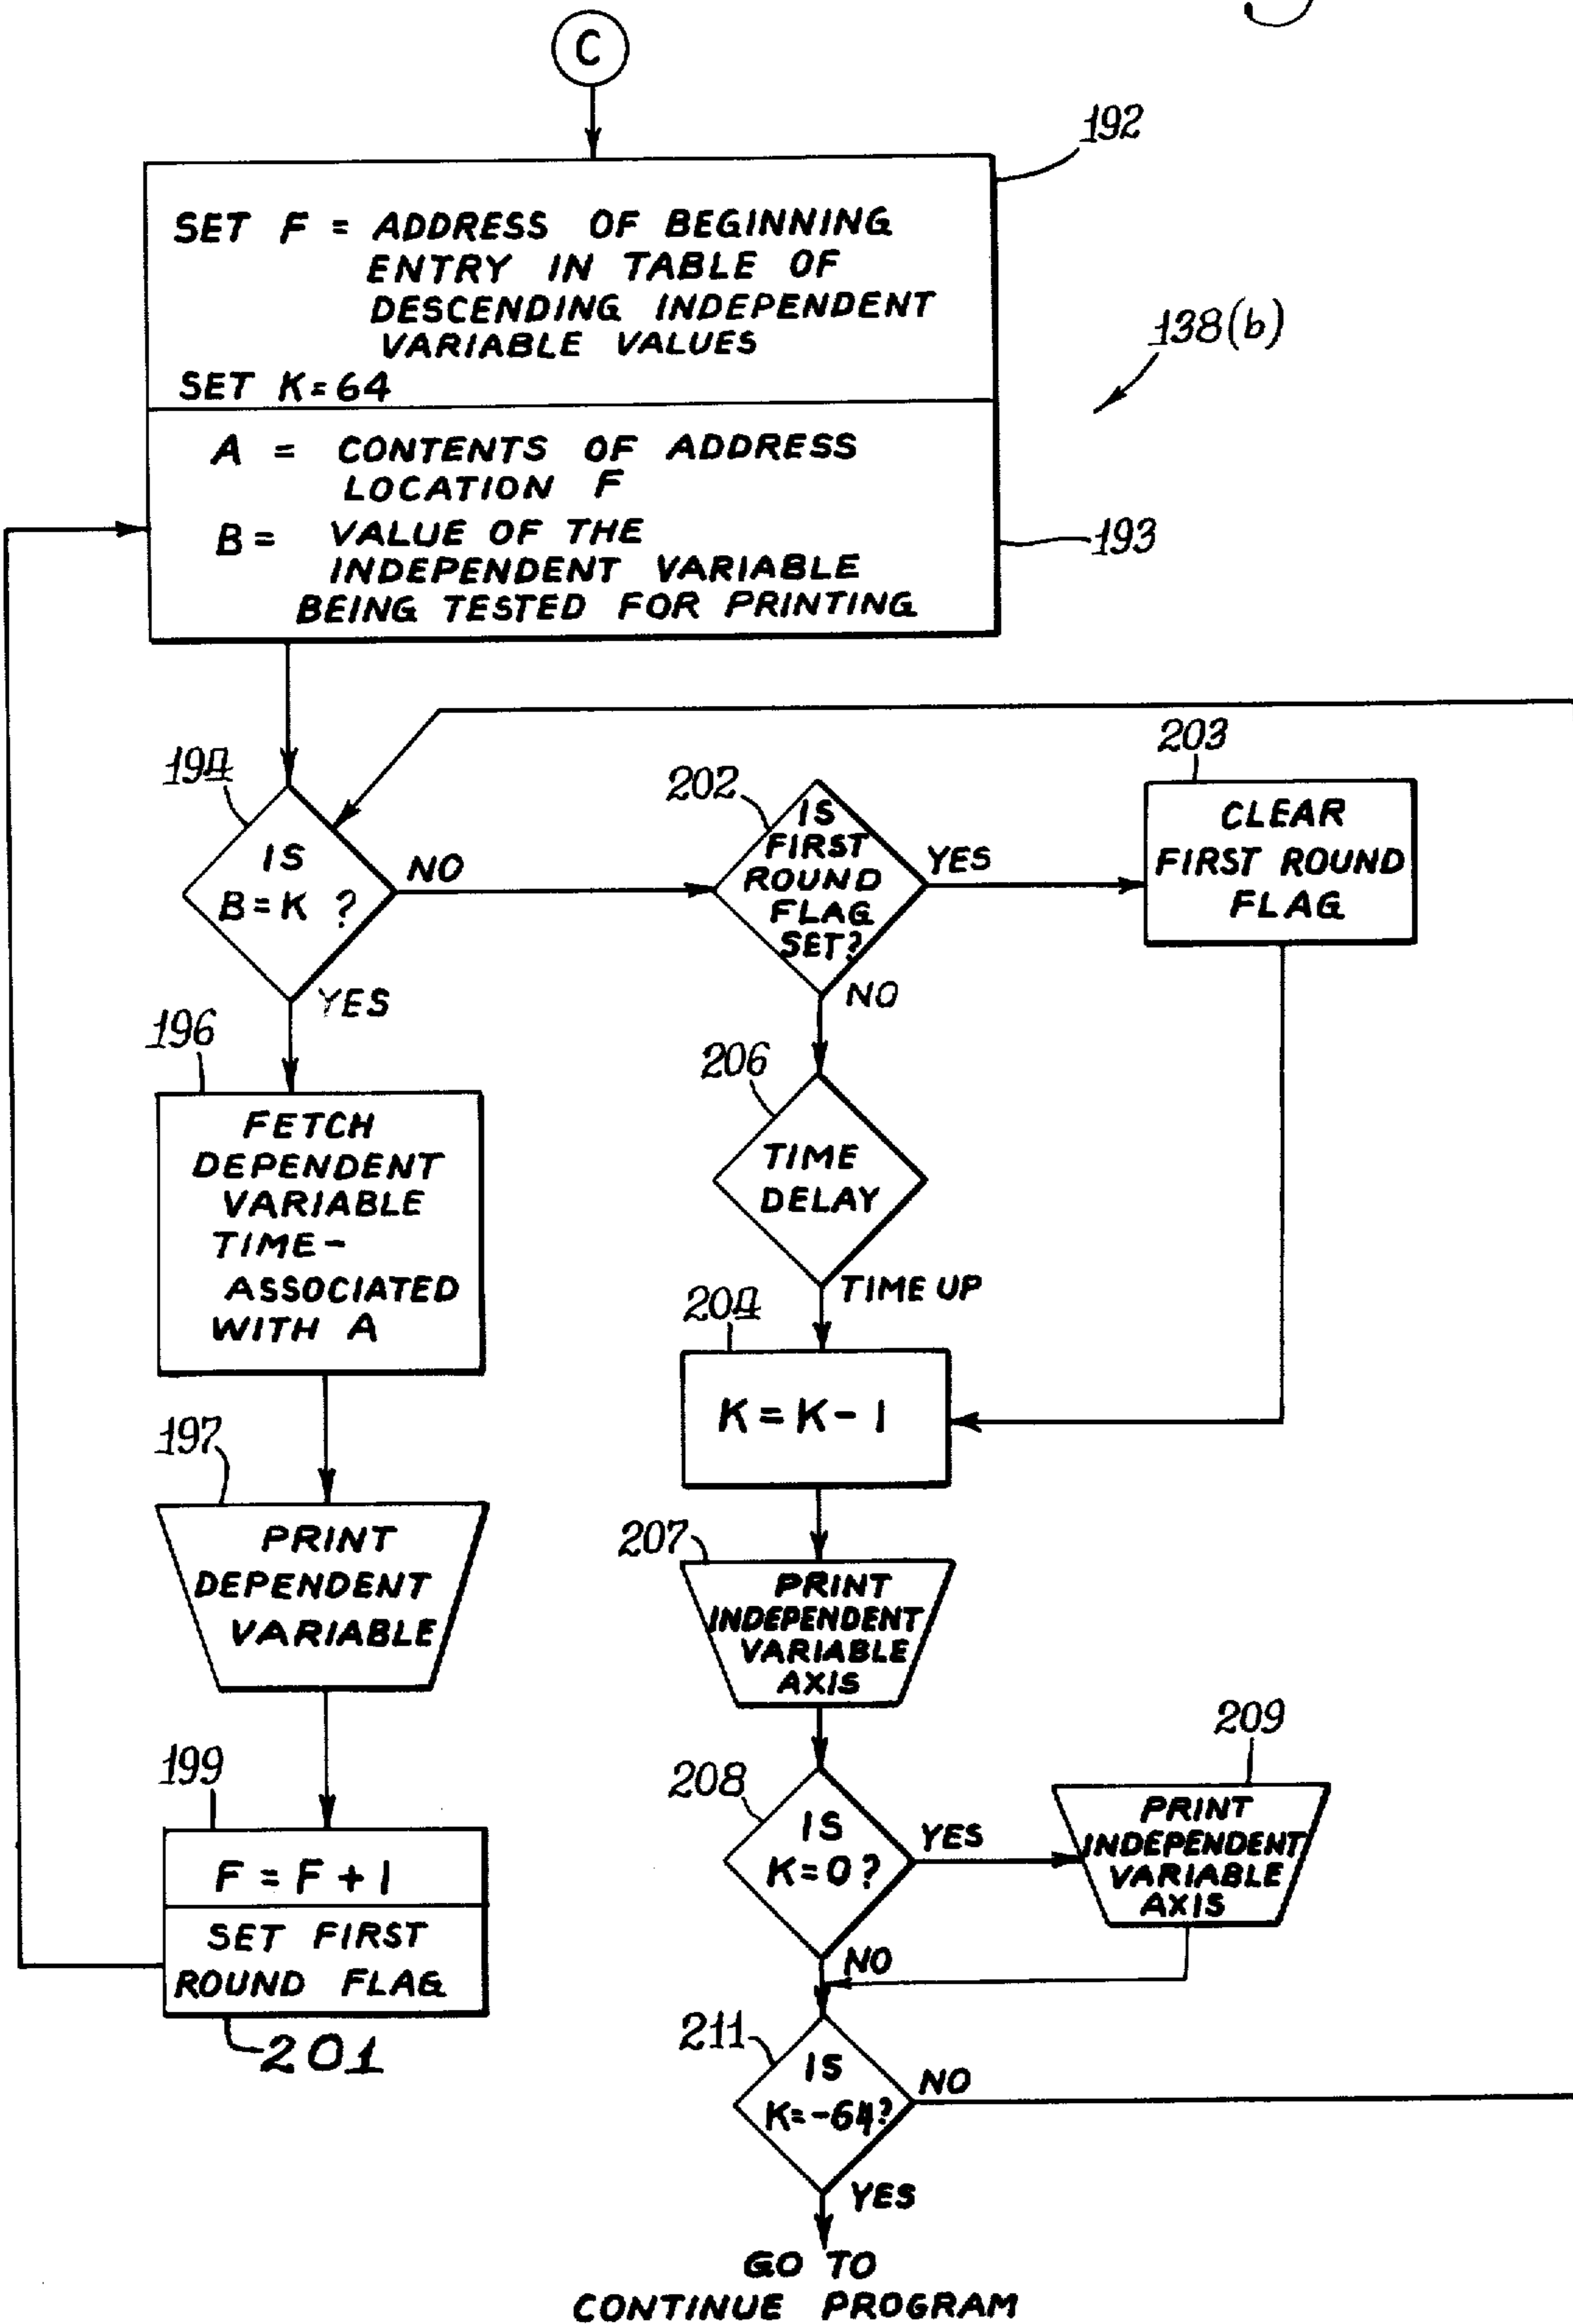 C
192
SET F = ADDRESS OF BEGINNING
ENTRY IN TABLE OF
DESCENDING INDEPENDENT
VARIABLE VALUES
SET K=64
138(b)
A = CONTENTS OF ADDRESS
LOCATION F
B = VALUE OF THE
INDEPENDENT VARIABLE
BEING TESTED FOR PRINTING
193
194
IS
B=K ?
NO
YES
202
IS
FIRST
ROUND
FLAG
SET?
YES
NO
203
CLEAR
FIRST ROUND
FLAG
196
FETCH
DEPENDENT
VARIABLE
TIME-
ASSOCIATED
WITH A
206
TIME
DELAY
TIME UP
204
K = K - 1
197
PRINT
DEPENDENT
VARIABLE
207
PRINT
INDEPENDENT
VARIABLE
AXIS
199
F = F + 1
SET FIRST
ROUND FLAG
201
208
IS
K=0?
YES
NO
209
PRINT
INDEPENDENT
VARIABLE
AXIS
211
IS
K=-64?
NO
YES
GO TO
CONTINUE PROGRAM